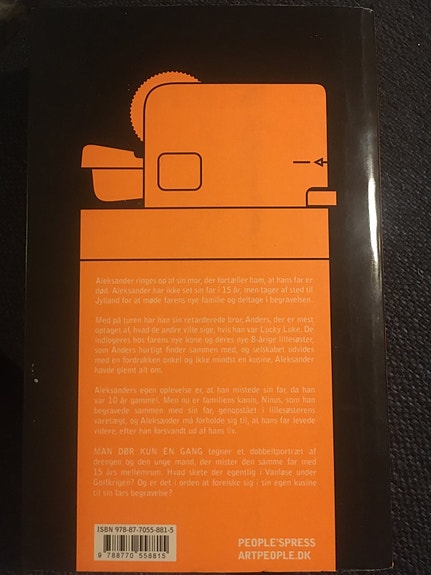 Aleksander ringes op af sin mor, der fortæller ham, at hans far er
død. Aleksander har ikke set sin far i 15 år, men tager af sted til
Jylland for at møde farens nye familie og deltage i begravelsen.
Med på turen har han sin retarderede bror, Anders, der er mest
optaget af, hvad de andre ville sige, hvis han var Lucky Luke. De
indlogeres hos farens nye kone og deres nye 8-årige lillesøster,
som Anders hurtigt finder sammen med, og selskabet udvides
med en fordrukken onkel og ikke mindst en kusine, Aleksander
havde glemt alt om.
Aleksanders egen oplevelse er, at han mistede sin far, da han
var 10 år gammel. Men nu er familiens kanin, Ninus, som han
begravede sammen med sin far, genopstået i lillesøsterens
varetægt, og Aleksander må forholde sig til, at hans far levede
videre, efter han forsvandt ud af hans liv.
MAN DØR KUN EN GANG tegner et dobbeltportræt af
drengen og den unge mand, der mister den samme far med
15 års mellemrum. Hvad skete der egentlig i Vanløse under
Golfkrigen? Og er det i orden at forelske sig i sin egen kusine
til sin fars begravelse?
ISBN 978-87-7055-881-5
9 788770 558815
PEOPLE'SPRESS
ARTPEOPLE.DK